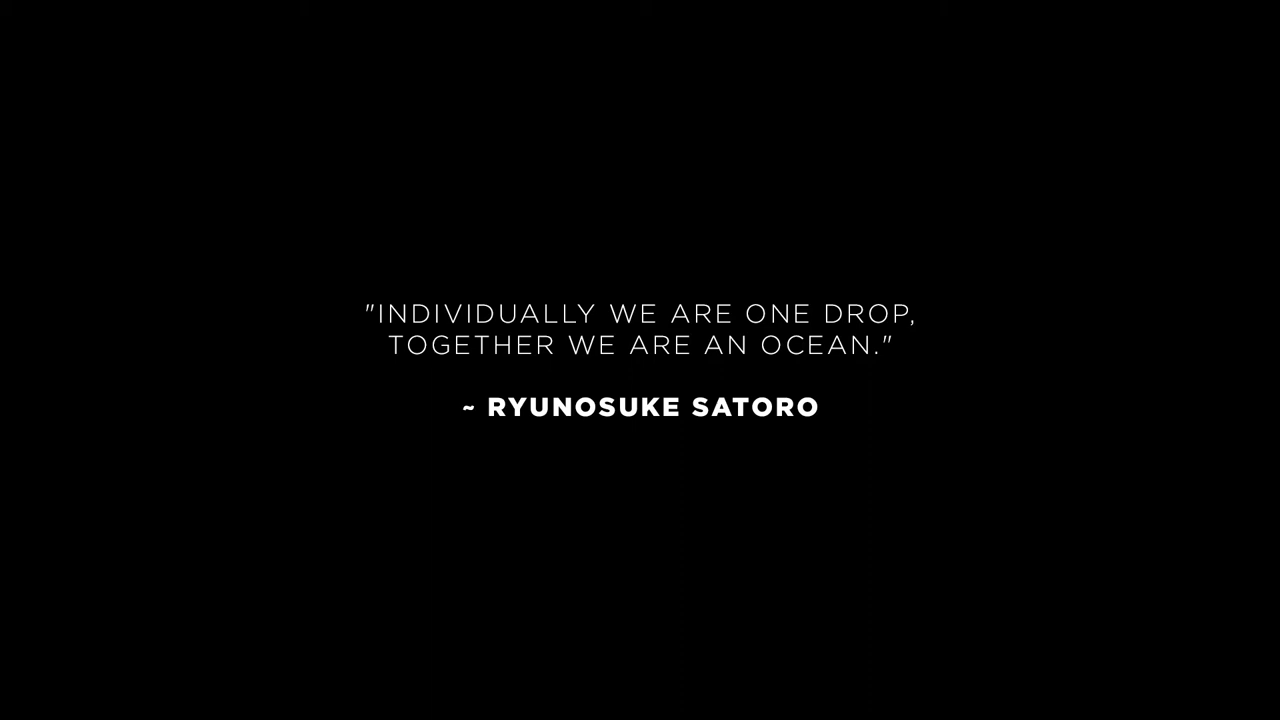 "INDIVIDUALLY WE ARE ONE DROP,
TOGETHER WE ARE AN OCEAN."
~ RYUNOSUKE SATORO